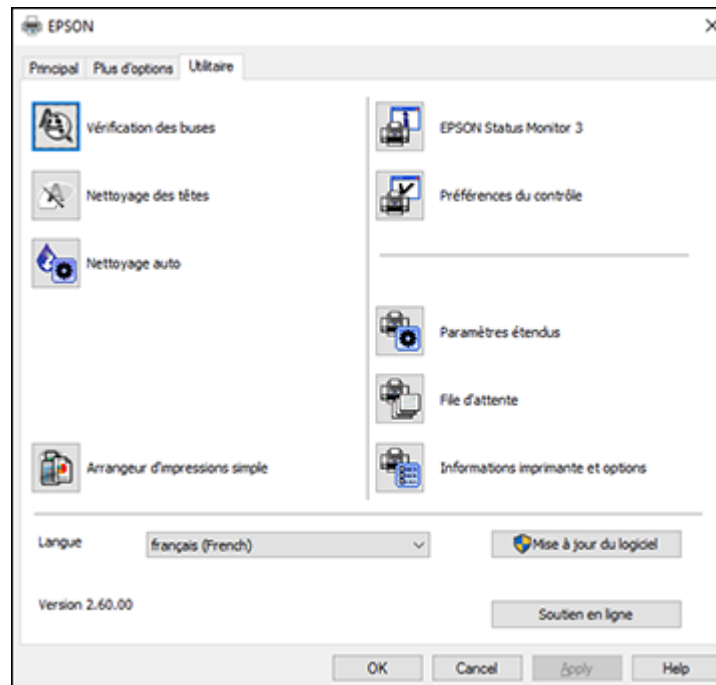 EPSON
Principal
Plus d'options
Utilitaire
Vérification des buses
EPSON Status Monitor 3
Nettoyage des têtes
Préférences du contrôle
Nettoyage auto
Paramètres étendus
File d'attente
Arrangeur d'impressions simple
Informations imprimante et options
Langue
français (French)
Mise à jour du logiciel
Version 2.60.00
Soutien en ligne
OK
Cancel
Apply
Help